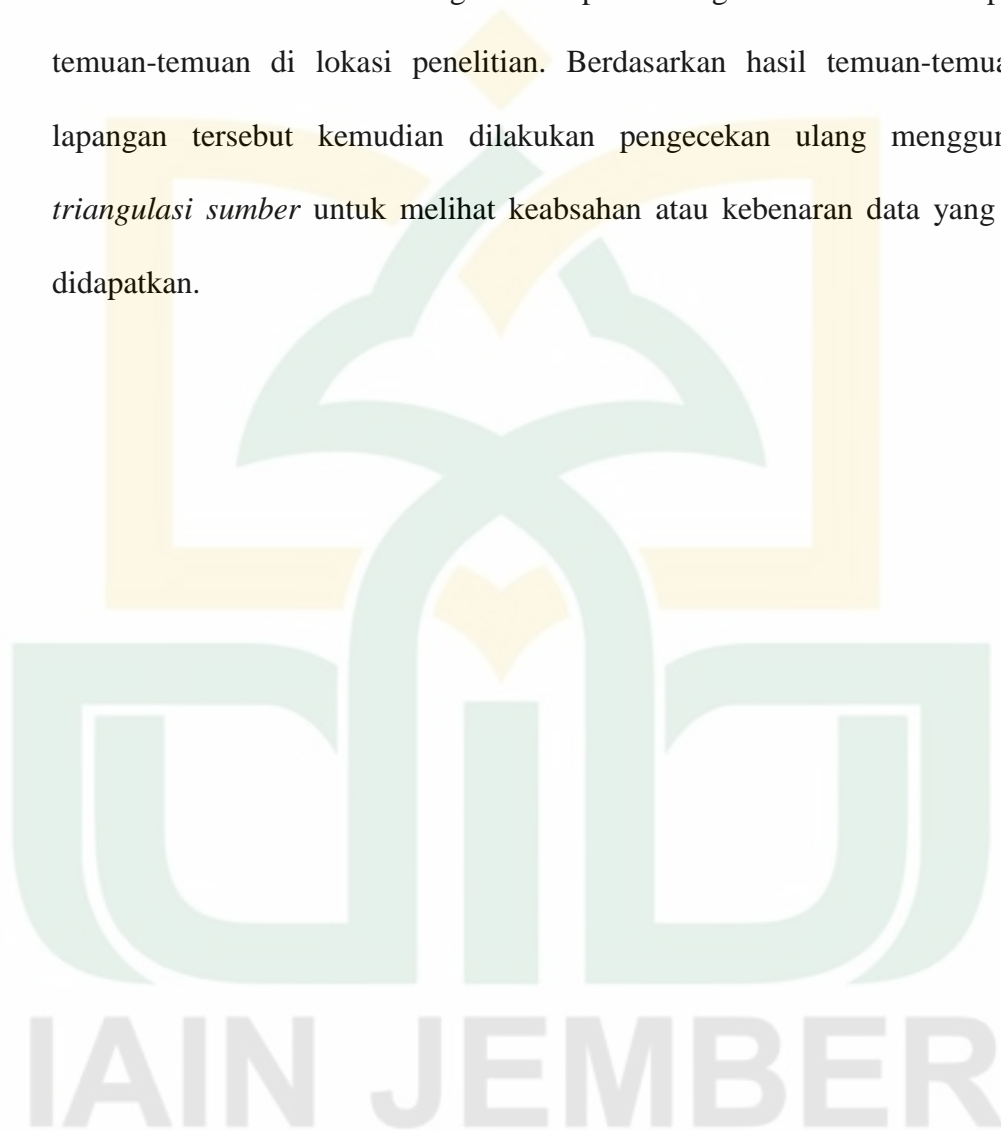 temuan-temuan di lokasi penelitian. Berdasarkan hasil temuan-temua
lapangan tersebut kemudian dilakukan pengecekan ulang menggu
triangulasi sumber untuk melihat keabsahan atau kebenaran data yang
didapatkan.
IAIN JEMBER